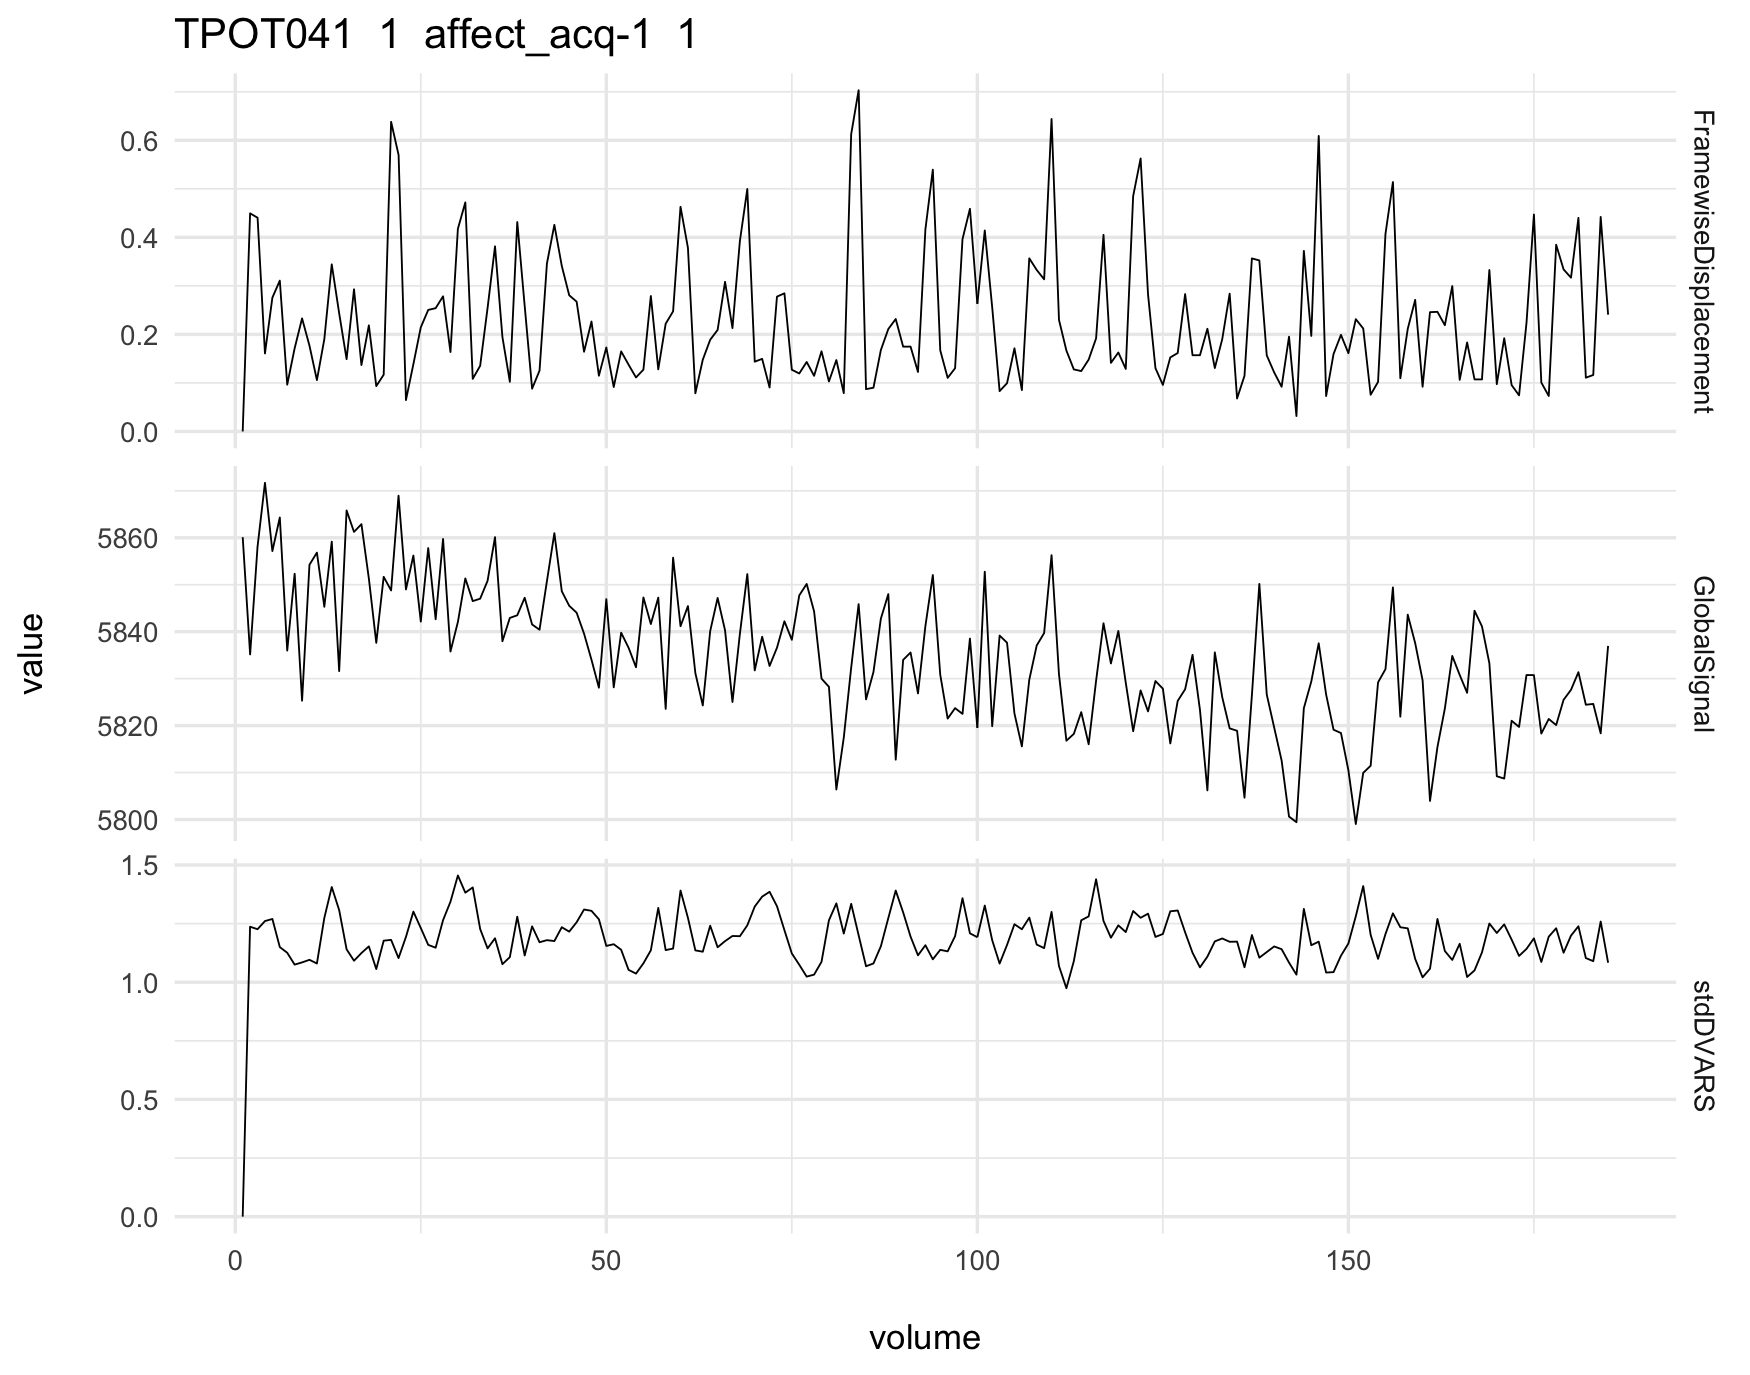 TPOT041  1  affect_acq-1  1
0.6
0.4
0.2
0.0
FramewiseDisplacement
5860
5840
5820
5800
GlobalSignal
1.5
1.0
0.5
0.0
stdDVARS
value
0 50 100 150
volume